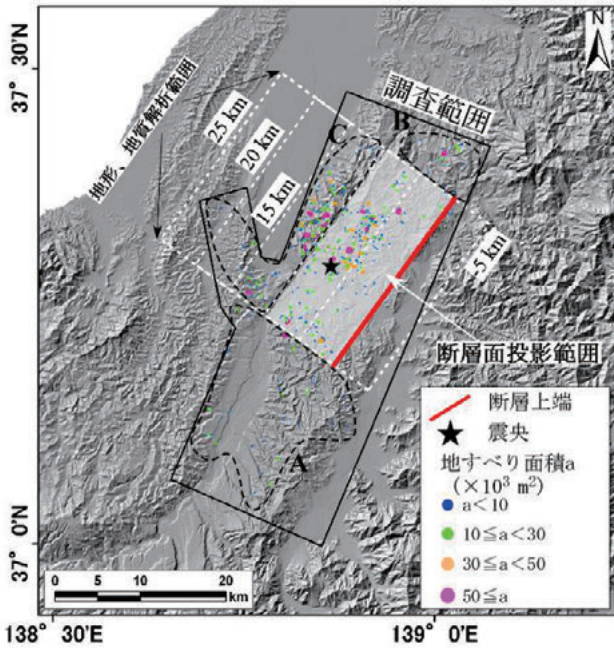 N
37°30'N
調査範囲
B
C
地形、地質解析範囲
25 km
20 km
15 km
-5 km
断層面投影範囲
A
断層上端
震央
地すべり面積a
(×10³ m²)
a<10
10≦a<30
30≦a<50
50≦a
37°0'N
0 5 10 20
km
138°30'E
139°0'E